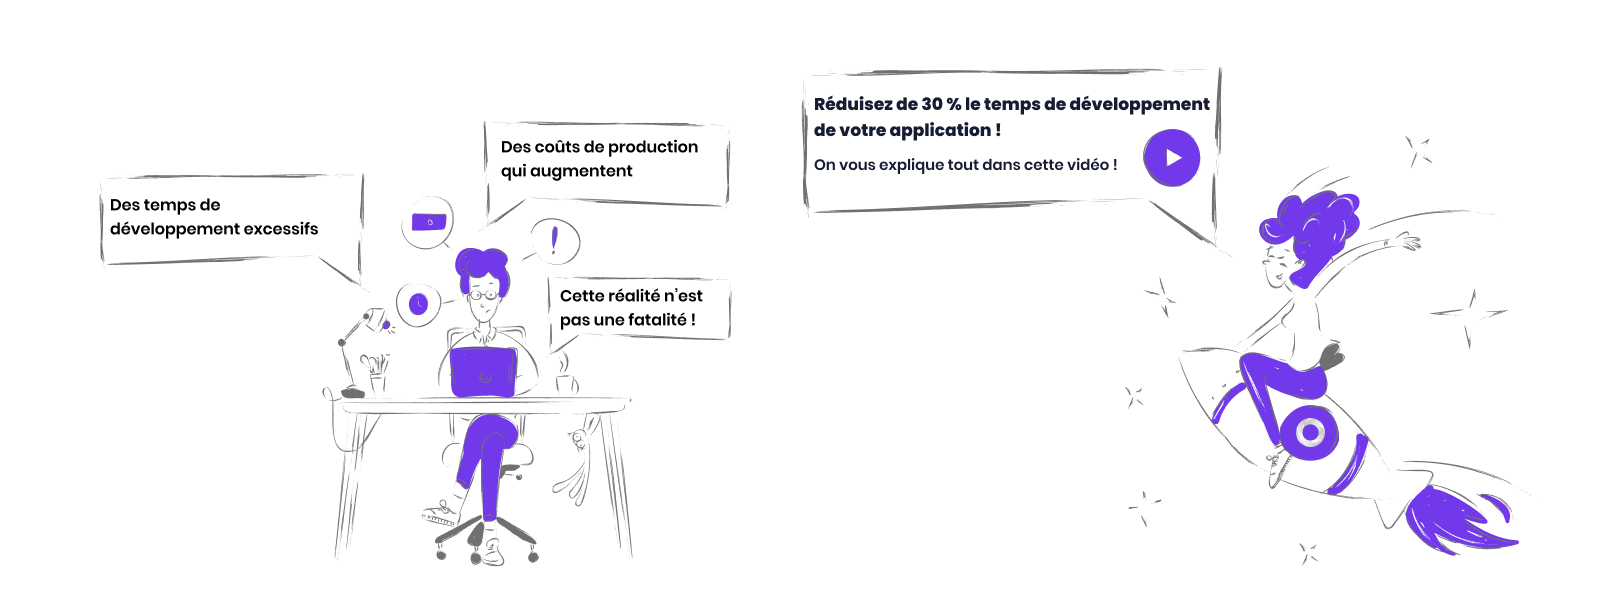 Des temps de
développement excessifs
Des coûts de production
qui augmentent
Cette réalité n'est
pas une fatalité !
Réduisez de 30 % le temps de développement
de votre application !
On vous explique tout dans cette vidéo !